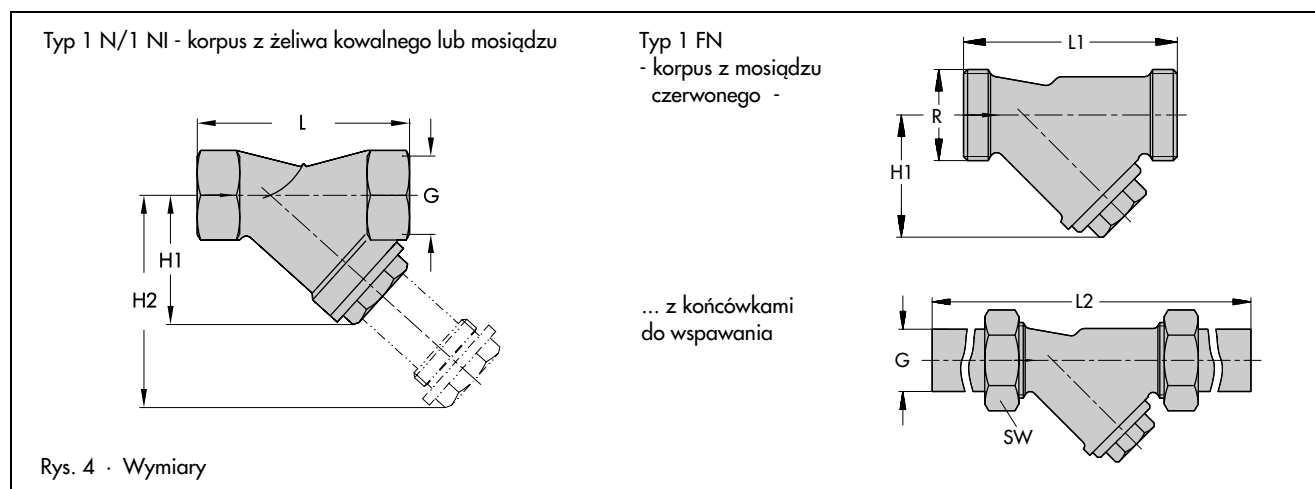 Typ 1 N/1 NI - korpus z żeliwa kowalnego lub mosiądzu
L
G
H1
H2
Typ 1 FN
- korpus z mosiądzu
czerwonego -
L1
R
H1
... z końcówkami
do wspawania
L2
G
SW
Rys. 4 · Wymiary